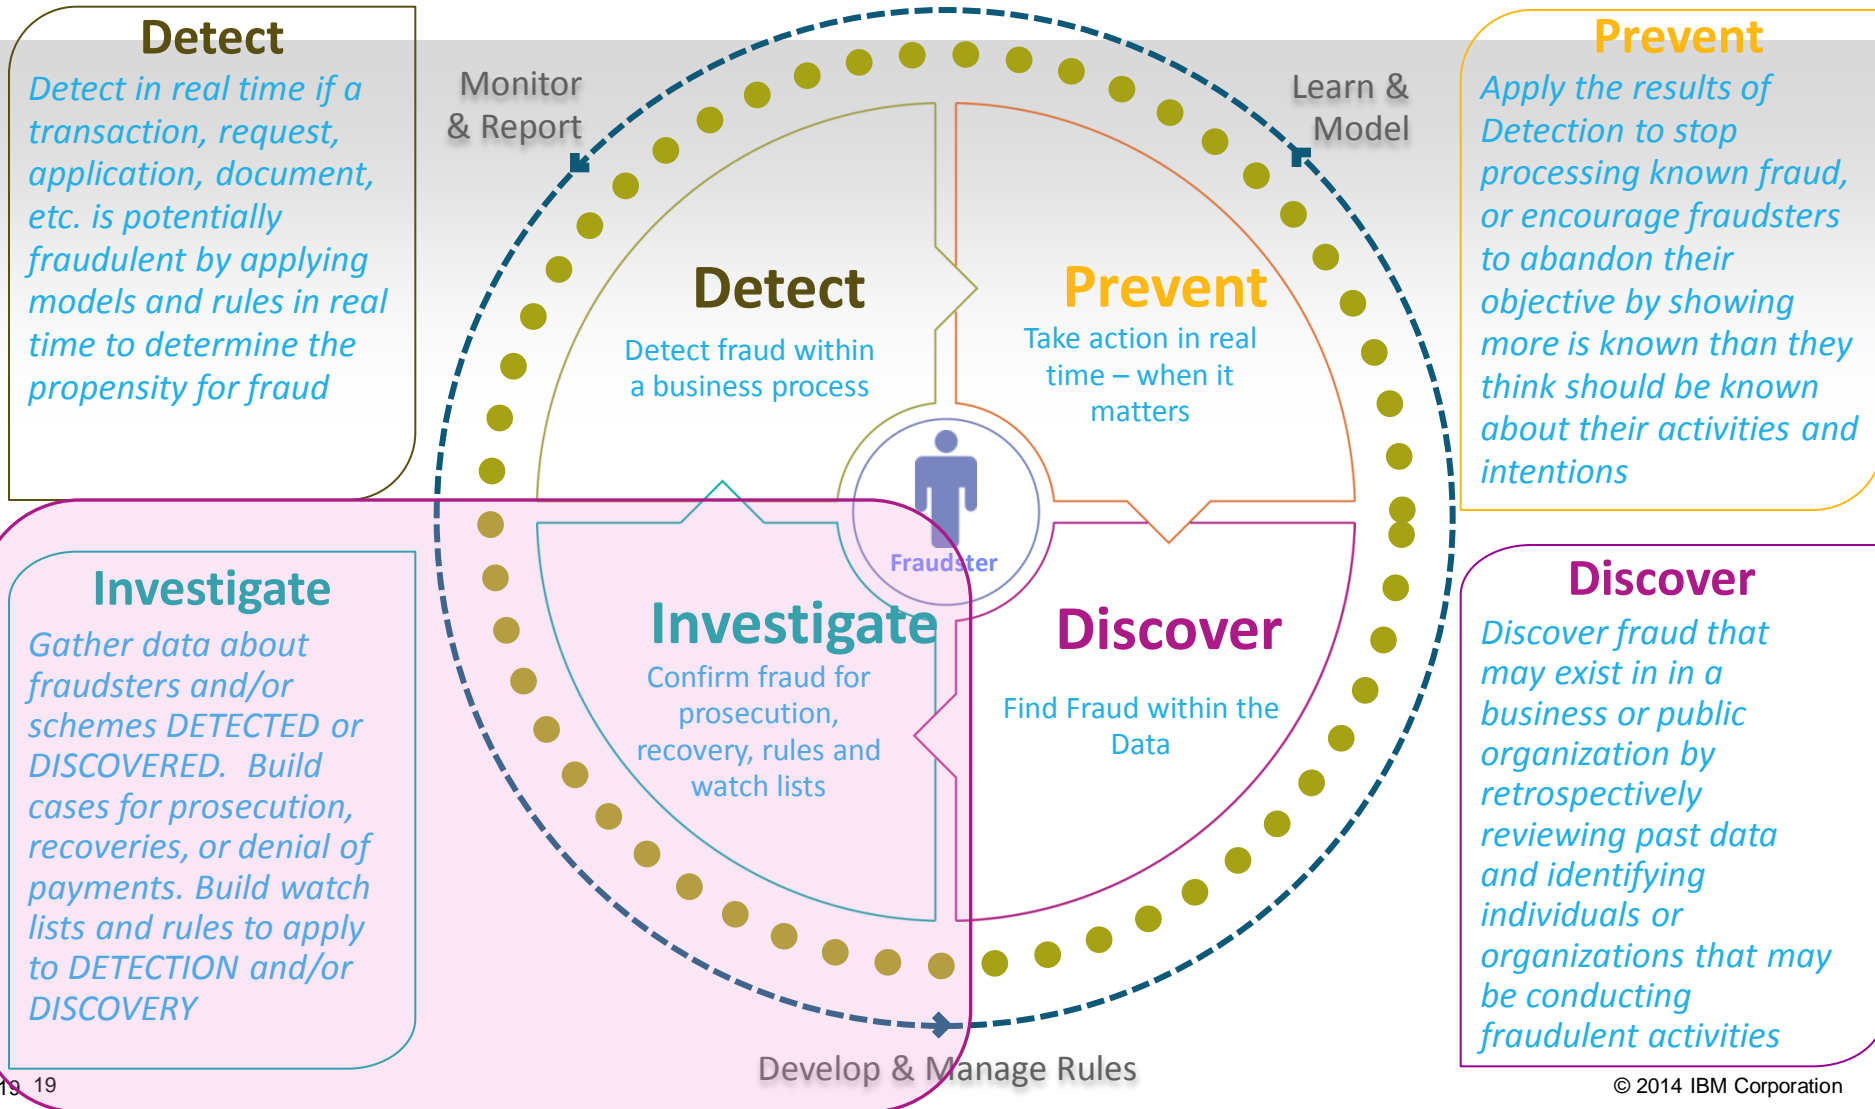 Detect
Detect in real time if a
transaction, request,
application, document,
etc. is potentially
fraudulent by applying
models and rules in real
time to determine the
propensity for fraud
Monitor
& Report
Learn &
Model
Prevent
Apply the results of
Detection to stop
processing known fraud,
or encourage fraudsters
to abandon their
objective by showing
more is known than they
think should be known
about their activities and
intentions
Detect
Detect fraud within
a business process
Prevent
Take action in real
time – when it
matters
Fraudster
Investigate
Confirm fraud for
prosecution,
recovery, rules and
watch lists
Discover
Find Fraud within the
Data
Investigate
Gather data about
fraudsters and/or
schemes DETECTED or
DISCOVERED.  Build
cases for prosecution,
recoveries, or denial of
payments. Build watch
lists and rules to apply
to DETECTION and/or
DISCOVERY
Discover
Discover fraud that
may exist in in a
business or public
organization by
retrospectively
reviewing past data
and identifying
individuals or
organizations that may
be conducting
fraudulent activities
Develop & Manage Rules
19 19
© 2014 IBM Corporation